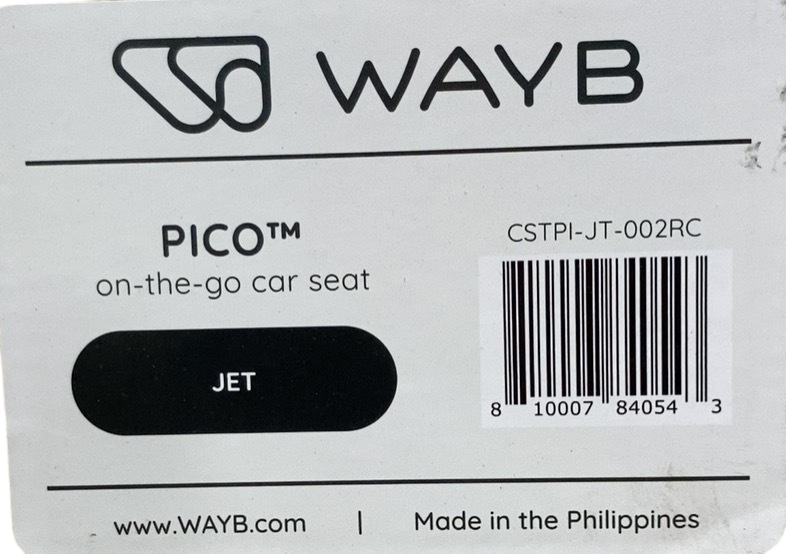 WAYB
PICO™
on-the-go car seat
JET
CSTPI-JT-002RC
8 10007 84054 3
www.WAYB.com | Made in the Philippines